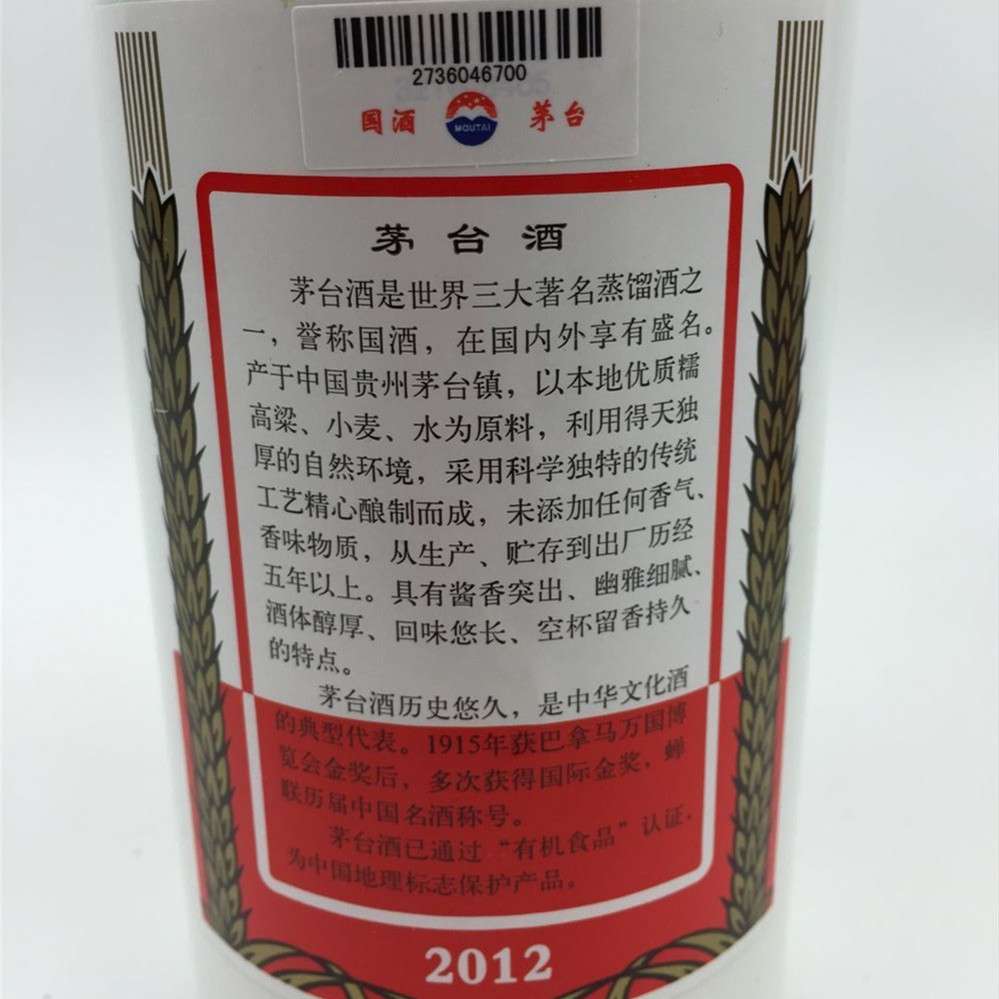 2736046700
国酒 MOUTAI 茅台
茅台酒
茅台酒是世界三大著名蒸馏酒之
一，誉称国酒，在国内外享有盛名。
产于中国贵州茅台镇，以本地优质糯
高粱、小麦、水为原料，利用得天独
厚的自然环境，采用科学独特的传统
工艺精心酿制而成，未添加任何香气、
香味物质，从生产、贮存到出厂历经
五年以上。具有酱香突出、幽雅细腻、
酒体醇厚、回味悠长、空杯留香持久
的特点。
茅台酒历史悠久，是中华文化酒
的典型代表。1915年获巴拿马万国博
览会金奖后，多次获得国际金奖，蝉
联历届中国名酒称号。
茅台酒已通过“有机食品”认证，
为中国地理标志保护产品。
2012